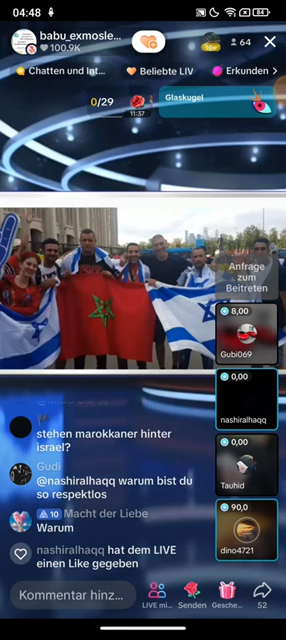 04:48
84
babu_exmosle...
100.9K
64
Chatten und Int...
Beliebte LIV
Erkunden
0/29
11:37
Glaskugel
Anfrage
zum
Beitreten
8,00
Gubi069
0,00
nashiralhaqq
0,00
Tauhid
90,0
dino4721
stehen marokkaner hinter
israel?
Gudi
@nashiralhaqq warum bist du
so respektlos
10 Macht der Liebe
Warum
nashiralhaqq hat dem LIVE
einen Like gegeben
Kommentar hinz...
LIVE mi...
Senden
Gesche...
52